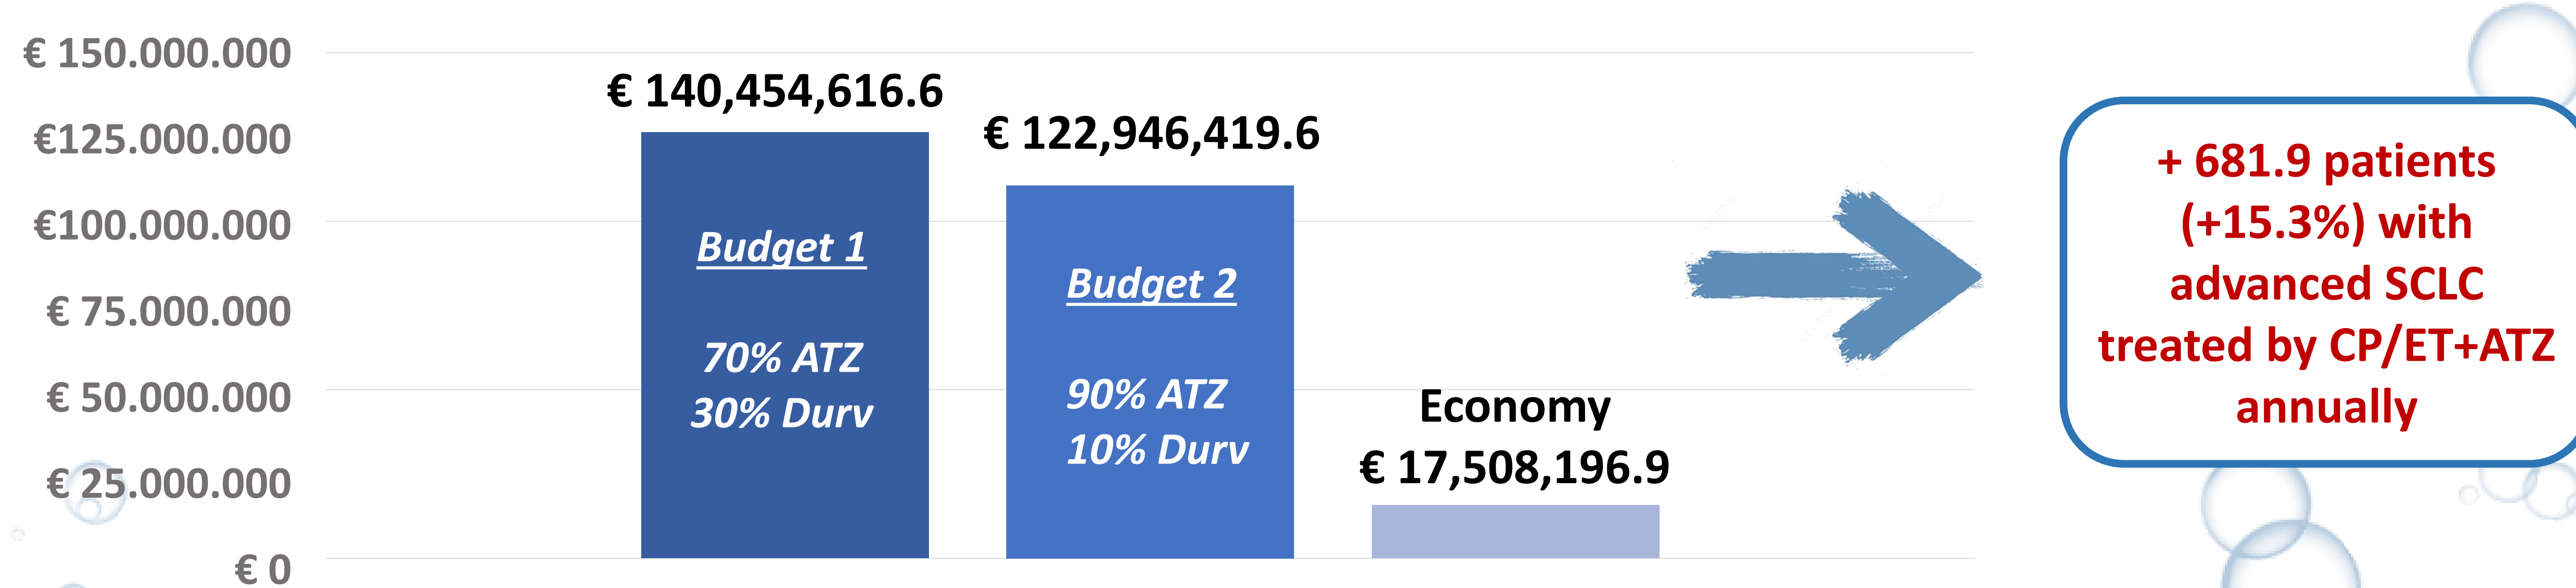 € 150.000.000
€125.000.000
€100.000.000
€ 75.000.000
€ 50.000.000
€ 25.000.000
€ 0
€ 140,454,616.6
Budget 1
70% ATZ
30% Durv
€ 122,946,419.6
Budget 2
90% ATZ
10% Durv
Economy
€ 17,508,196.9
+ 681.9 patients
(+15.3%) with
advanced SCLC
treated by CP/ET+ATZ
annually